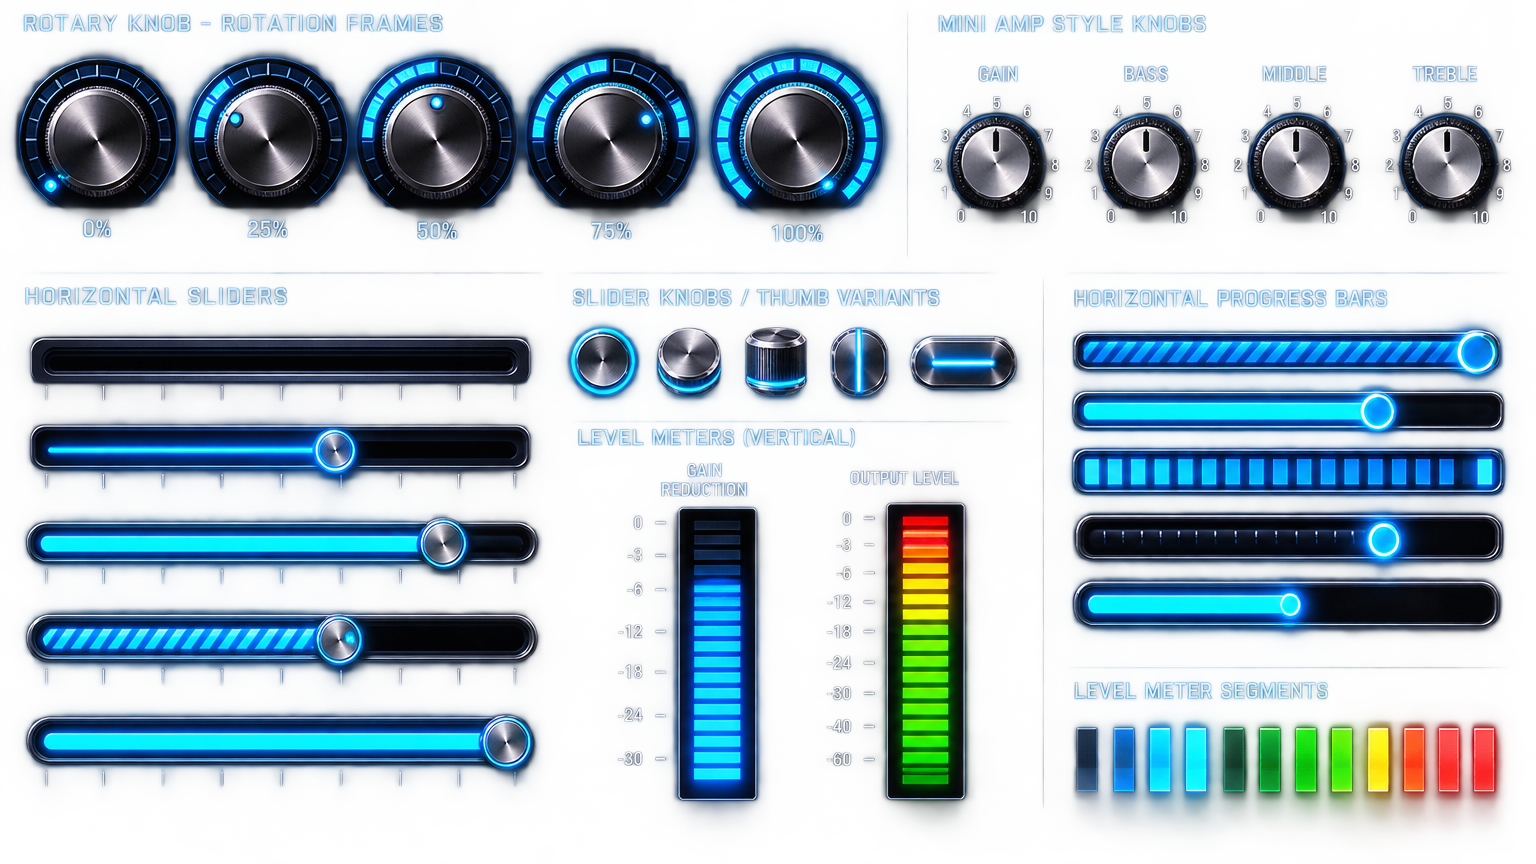 ROTARY KNOB - ROTATION FRAMES
0%
25%
50%
75%
100%
MINI AMP STYLE KNOBS
GAIN
0 1 2 3 4 5 6 7 8 9 10
BASS
0 1 2 3 4 5 6 7 8 9 10
MIDDLE
0 1 2 3 4 5 6 7 8 9 10
TREBLE
0 1 2 3 4 5 6 7 8 9 10
HORIZONTAL SLIDERS
SLIDER KNOBS / THUMB VARIANTS
LEVEL METERS (VERTICAL)
GAIN
REDUCTION
0
-3
-6
-12
-18
-24
-30
OUTPUT LEVEL
0
-3
-6
-12
-18
-24
-30
-40
-60
HORIZONTAL PROGRESS BARS
LEVEL METER SEGMENTS